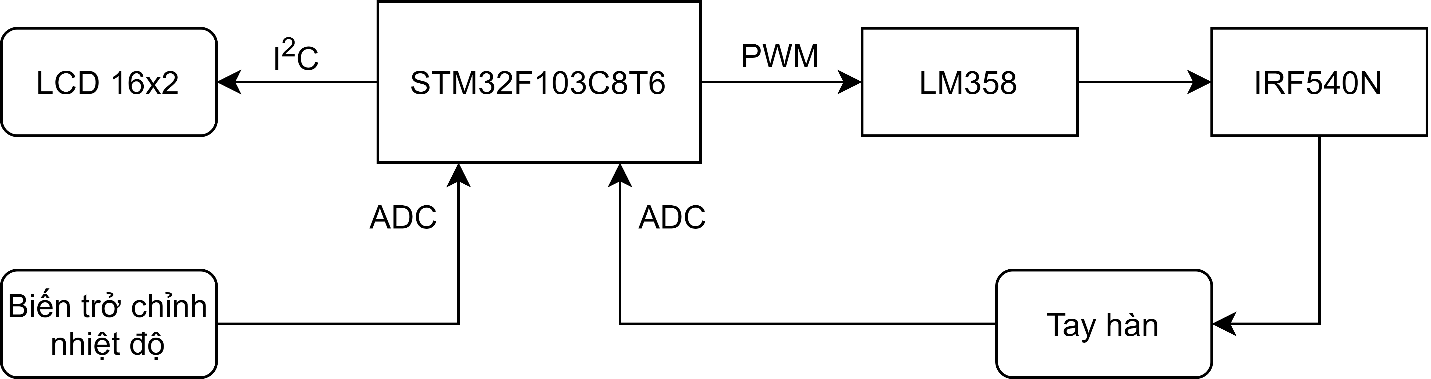 I²C
PWM
LCD 16x2
STM32F103C8T6
LM358
IRF540N
ADC
ADC
Biến trở chỉnh
nhiệt độ
Tay hàn